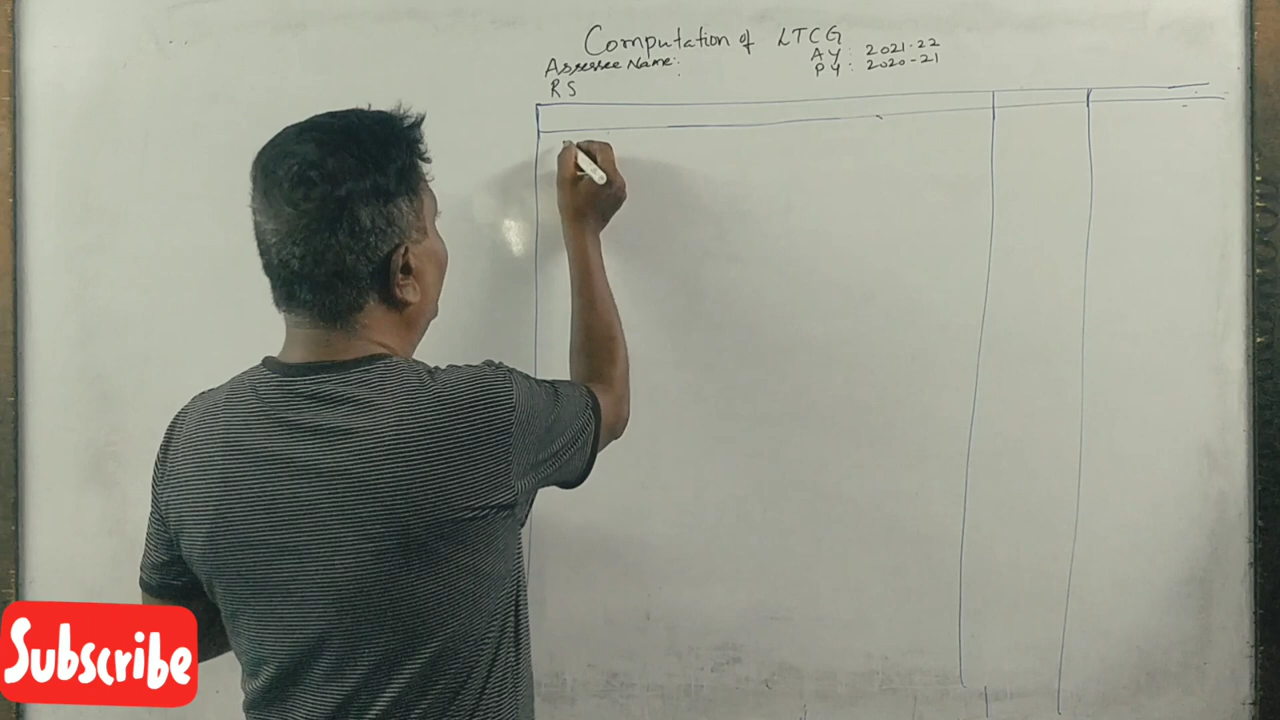 Computation of LTCG
Assessee Name:
AY : 2021-22
PY : 2020-21
RS
Subscribe